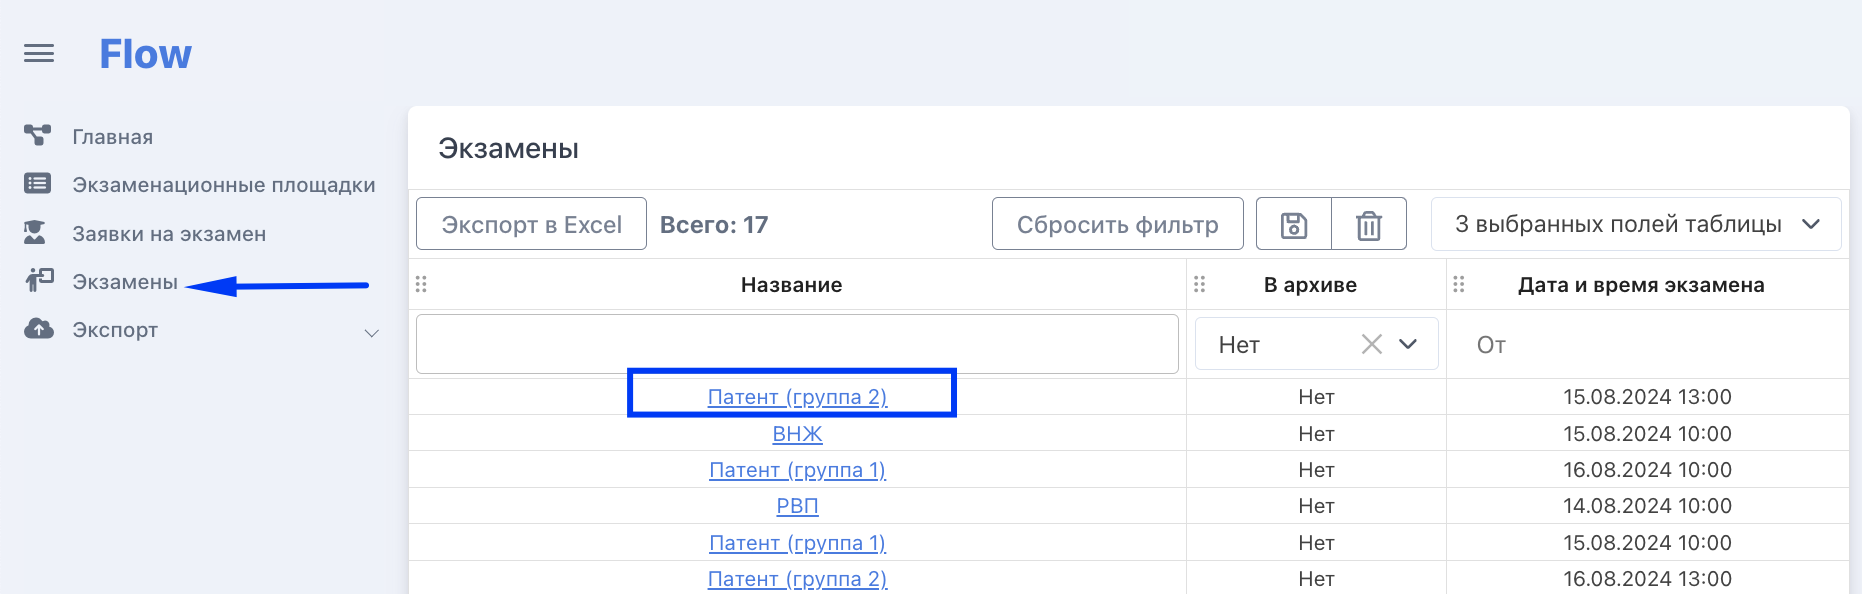 Flow
Главная
Экзаменационные площадки
Заявки на экзамен
Экзамены
Экспорт
Экзамены
Экспорт в Excel Всего: 17 Сбросить фильтр 3 выбранных полей таблицы
Название В архиве Дата и время экзамена
Нет От
Патент (группа 2) Нет 15.08.2024 13:00
ВНЖ Нет 15.08.2024 10:00
Патент (группа 1) Нет 16.08.2024 10:00
РВП Нет 14.08.2024 10:00
Патент (группа 1) Нет 15.08.2024 10:00
Патент (группа 2) Нет 16.08.2024 13:00